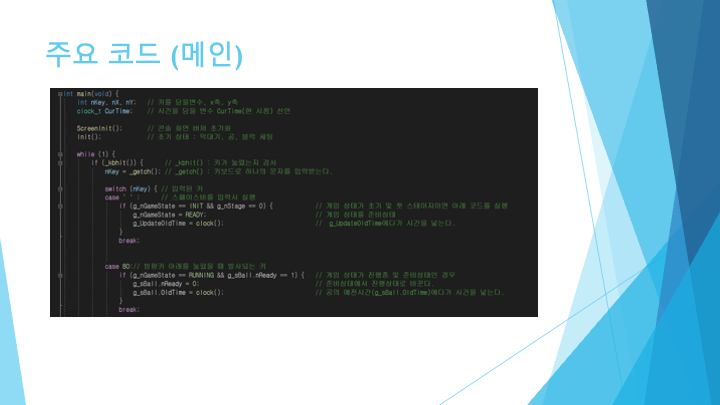 주요 코드 (메인)
int main(void) {
int nKey, nX, nY; // 키를 담을변수, x축, y축
clock_t CurTime; // 시간을 담을 변수 CurTime(현 시점) 선언
ScreenInit(); // 콘솔 화면 버퍼 초기화
Init(); // 초기 상태 : 막대기, 공, 블럭 세팅
while (1) {
if (_kbhit()) { // _kbhit() : 키가 눌렸는지 검사
nKey = _getch(); // _getch() : 키보드로 하나의 문자를 입력받는다.
switch (nKey) { // 입력된 키
case ' ' : // 스페이스바를 입력시 실행
if (g_nGameState == INIT && g_nStage == 0) { // 게임 상태가 초기 및 첫 스테이지이면 아래 코드를 실행
g_nGameState = READY; // 게임 상태를 준비상태
g_UpdateOldTime = clock(); // g_UpdateOldTime에다가 시간을 넣는다.
}
break;
case 80:// 방향키 아래를 눌렀을 때 발사되는 키
if (g_nGameState == RUNNING && g_sBall.nReady == 1) { // 게임 상태가 진행중 및 준비상태인 경우
g_sBall.nReady = 0; // 준비상태에서 진행상태로 바꾼다.
g_sBall.OldTime = clock(); // 공의 예전시간(g_sBall.OldTime)에다가 시간을 넣는다.
}
break;